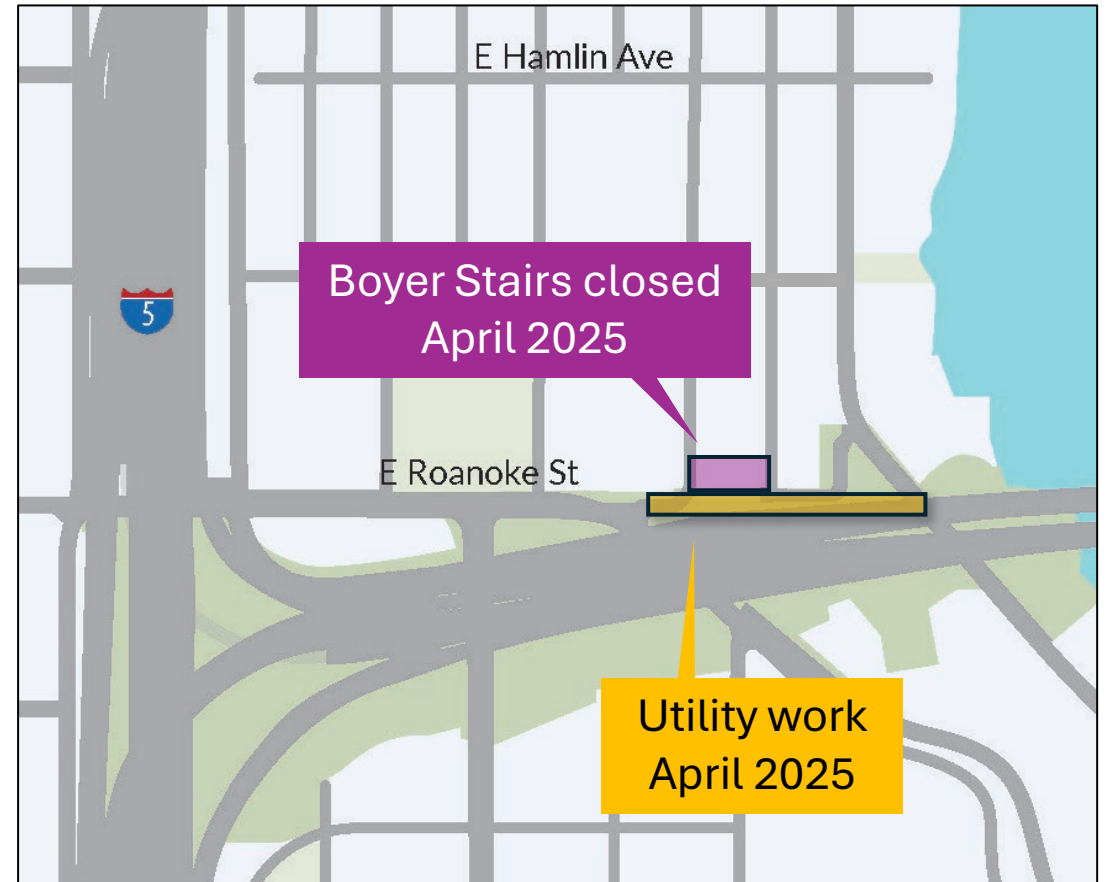 E Hamlin Ave
Boyer Stairs closed
April 2025
5
E Roanoke St
Utility work
April 2025